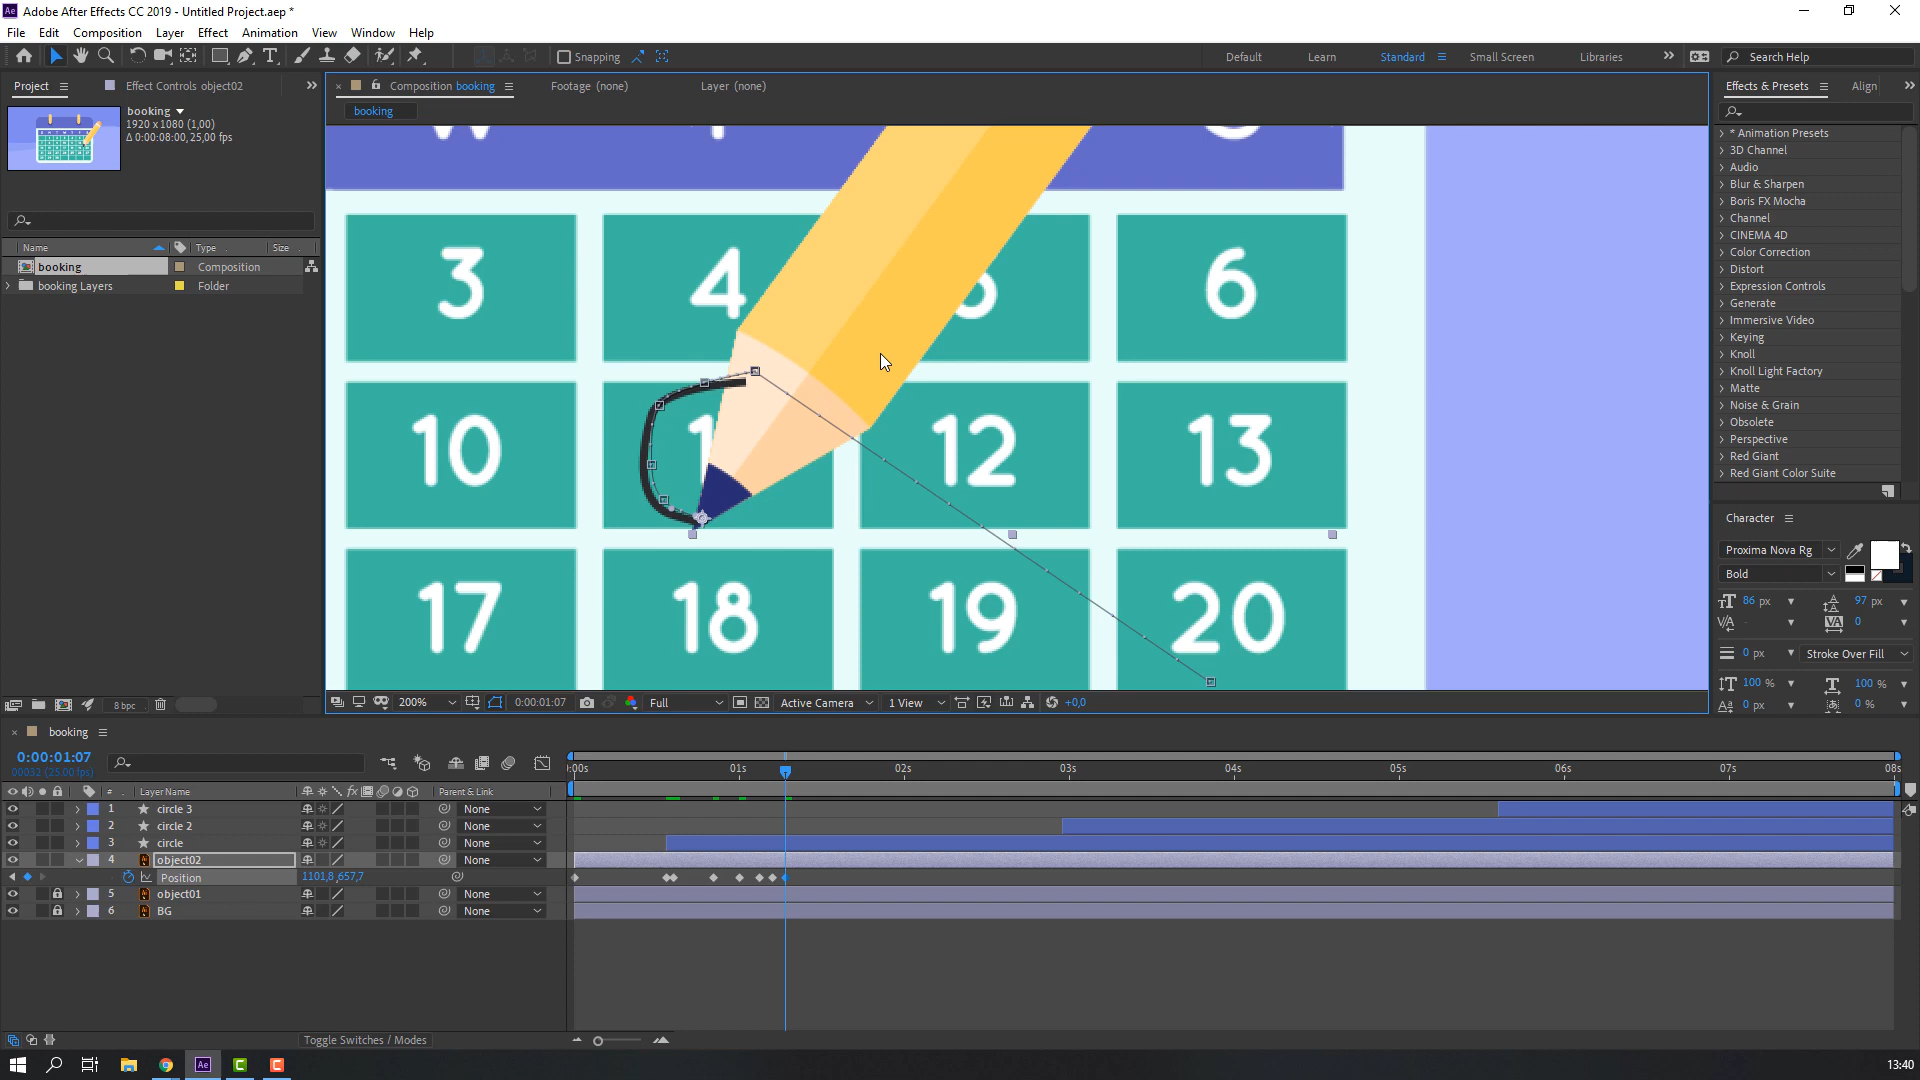 Adobe After Effects CC 2019 - Untitled Project.aep *
File Edit Composition Layer Effect Animation View Window Help
Snapping
Default Learn Standard Small Screen Libraries
Search Help
Project
Effect Controls object02
booking
1920 x 1080 (1,00)
Δ 0:00:08:00, 25,00 fps
Name Type Size
booking Composition
booking Layers Folder
8 bpc
Composition booking
Footage (none)
Layer (none)
booking
3 4 6
10 12 13
17 18 19 20
200% 0:00:01:07 Full Active Camera 1 View +0,0
Effects & Presets Align
* Animation Presets
3D Channel
Audio
Blur & Sharpen
Boris FX Mocha
Channel
CINEMA 4D
Color Correction
Distort
Expression Controls
Generate
Immersive Video
Keying
Knoll
Knoll Light Factory
Matte
Noise & Grain
Obsolete
Perspective
Red Giant
Red Giant Color Suite
Character
Proxima Nova Rg
Bold
86 px 97 px
0
0 px Stroke Over Fill
100 % 100 %
0 px 0 %
booking
0:00:01:07
00032 (25.00 fps)
:00s 01s 02s 03s 04s 05s 06s 07s 08s
# Layer Name fx Parent & Link
1 circle 3 None
2 circle 2 None
3 circle None
4 object02 None
Position 1101,8,657,7
5 object01 None
6 BG None
Toggle Switches / Modes
13:40